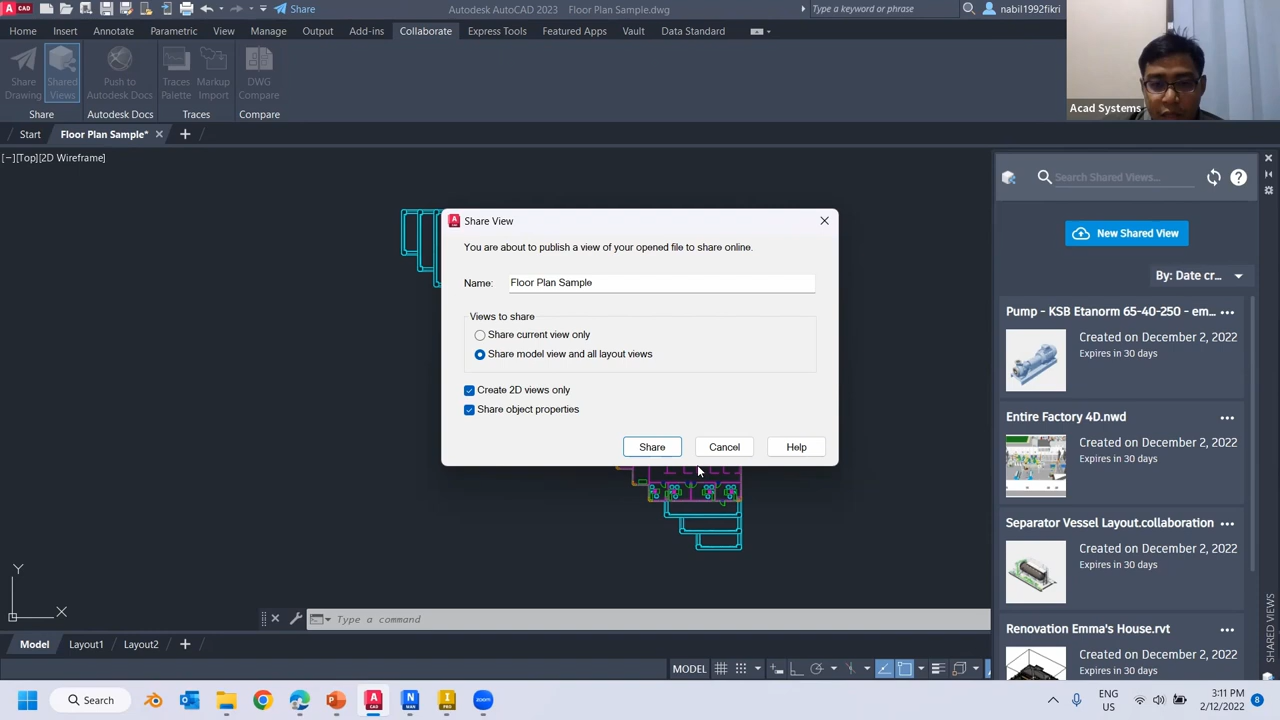 CAD
Share
Autodesk AutoCAD 2023
Floor Plan Sample.dwg
Type a keyword or phrase
nabil1992fikri
Home
Insert
Annotate
Parametric
View
Manage
Output
Add-ins
Collaborate
Express Tools
Featured Apps
Vault
Data Standard
Share
Drawing
Shared
Views
Push to
Autodesk Docs
Traces
Palette
Markup
Import
DWG
Compare
Share
Autodesk Docs
Traces
Compare
Acad Systems
Start
Floor Plan Sample*
[−][Top][2D Wireframe]
Share View
You are about to publish a view of your opened file to share online.
Name:
Floor Plan Sample
Views to share
Share current view only
Share model view and all layout views
Create 2D views only
Share object properties
Share
Cancel
Help
Search Shared Views...
New Shared View
By: Date cr...
Pump - KSB Etanorm 65-40-250 - em...
Created on December 2, 2022
Expires in 30 days
Entire Factory 4D.nwd
Created on December 2, 2022
Expires in 30 days
Separator Vessel Layout.collaboration
Created on December 2, 2022
Expires in 30 days
Renovation Emma's House.rvt
Created on December 2, 2022
Expires in 30 days
SHARED VIEWS
Y
X
Type a command
Model
Layout1
Layout2
MODEL
Search
ENG
US
3:11 PM
2/12/2022
8